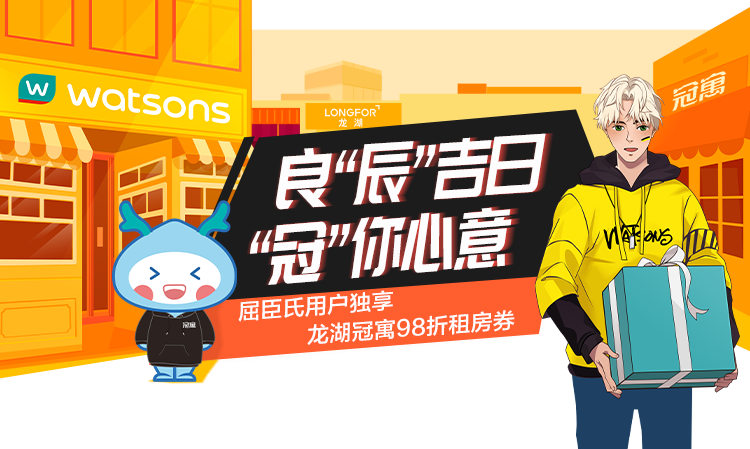 W
watsons
LONGFOR
龙湖
冠寓
良“辰”吉日
“冠”你心意
屈臣氏用户独享
龙湖冠寓98折租房券
冠寓
WATSONS